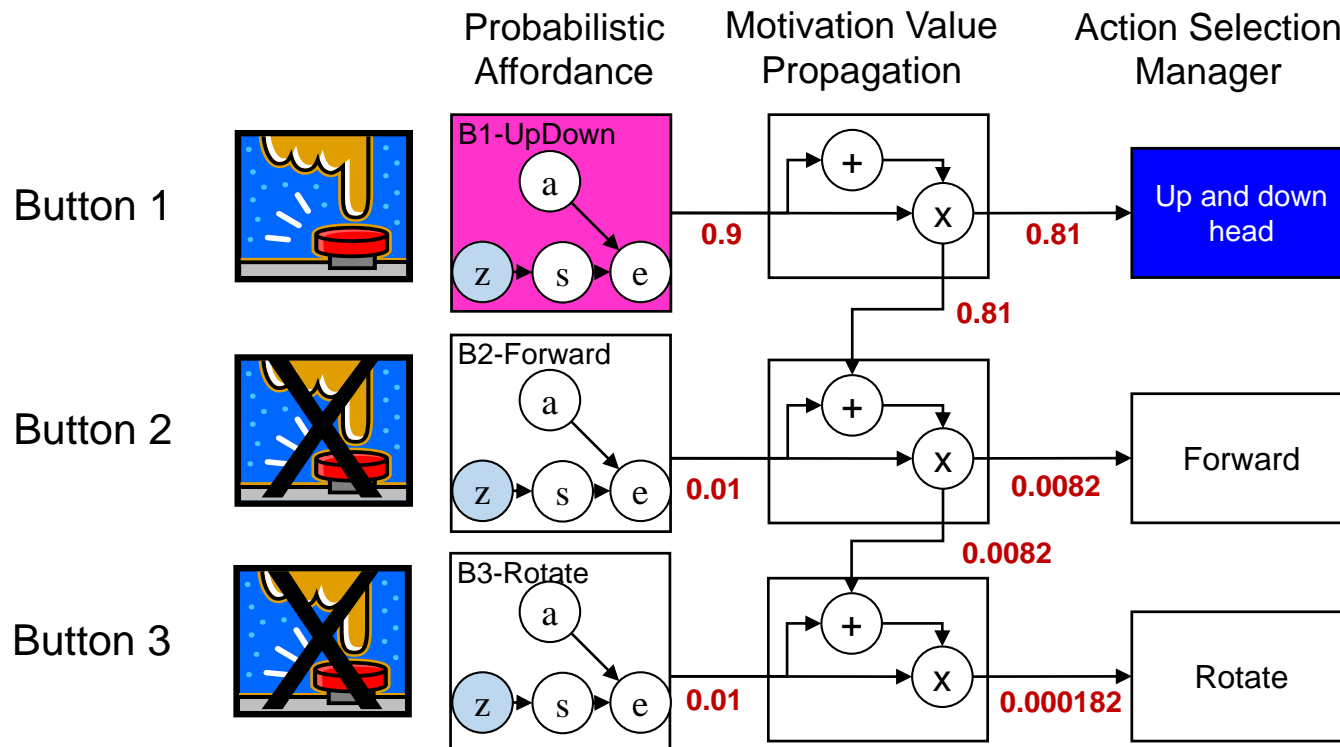 Probabilistic
Affordance
Motivation Value
Propagation
Action Selection
Manager
Button 1
B1-UpDown
a
z
s
e
0.9
+
x
0.81
Up and down
head
0.81
Button 2
B2-Forward
a
z
s
e
0.01
+
x
0.0082
Forward
0.0082
Button 3
B3-Rotate
a
z
s
e
0.01
+
x
0.000182
Rotate